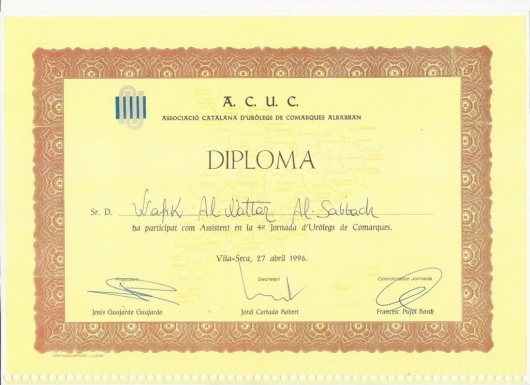 A. C. U. C.
ASSOCIACIÓ CATALANA D'URÒLEGS DE COMARQUES ALBARRAN
DIPLOMA
Sr. D. Wafik Al-Nattar Al-Sabbach
ha participat com Assistent en la 4ª Jornada d'Uròlegs de Comarques.
Vila-Seca, 27 abril 1996.
President Secretari Coordinador Jornada
Jesús Guajardo Guajardo Jordi Cortada Robert Francesc Pujol Bosch